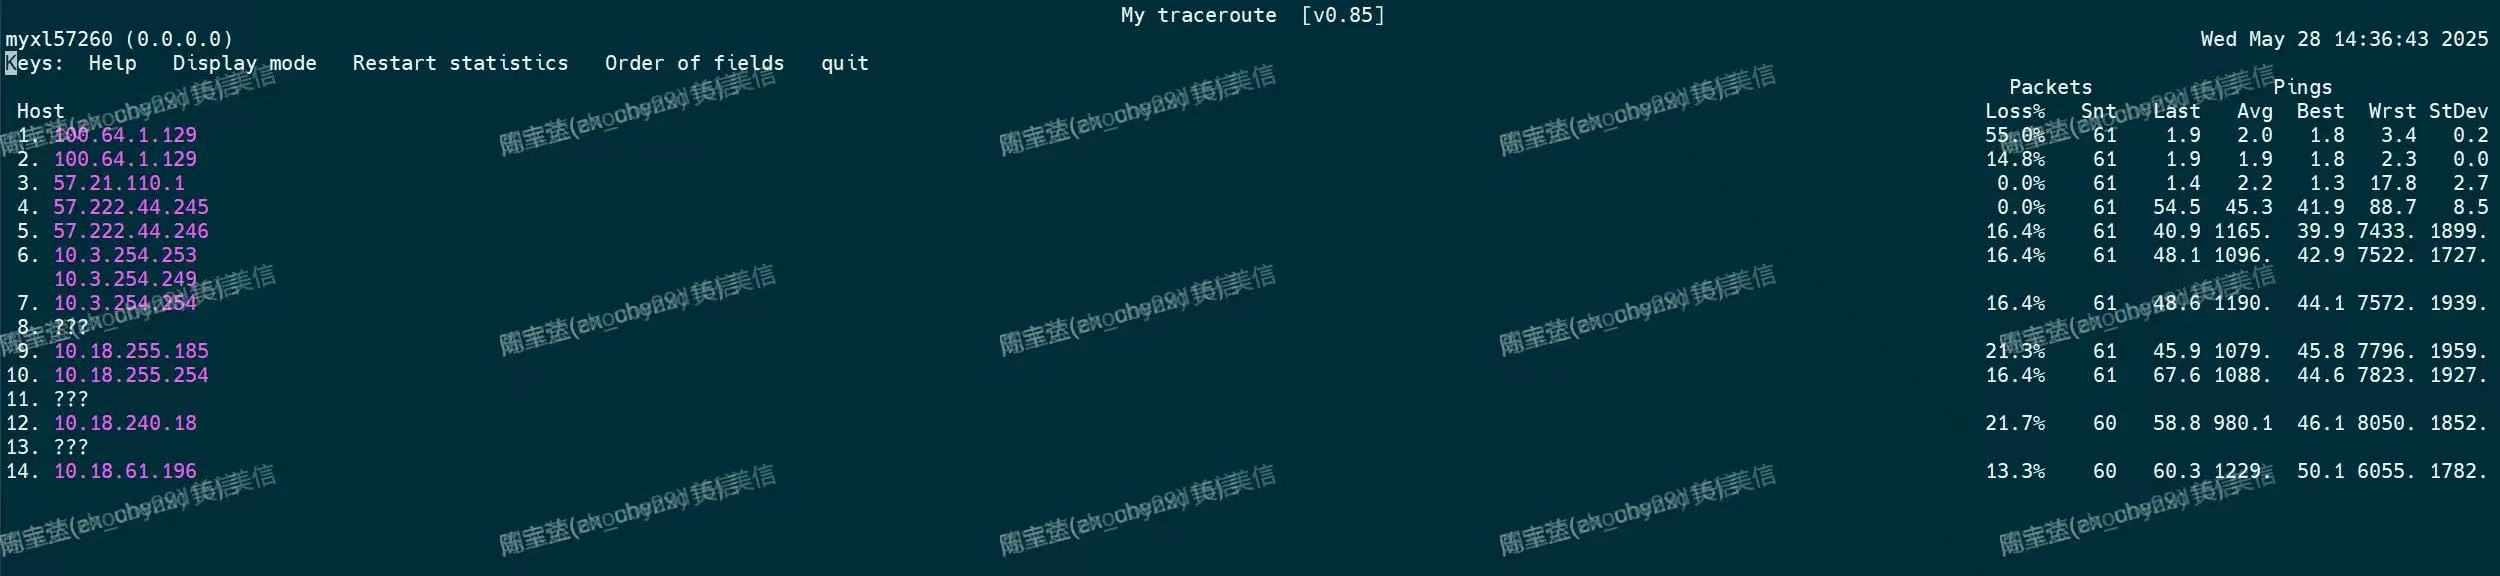 My traceroute  [v0.85]
myxl57260 (0.0.0.0)    Wed May 28 14:36:43 2025
Keys:  Help   Display mode   Restart statistics   Order of fields   quit
Packets    Pings
Host    Loss%   Snt   Last   Avg  Best  Wrst StDev
1. 100.64.1.129    55.0%    61    1.9   2.0   1.8   3.4   0.2
2. 100.64.1.129    14.8%    61    1.9   1.9   1.8   2.3   0.0
3. 57.21.110.1    0.0%    61    1.4   2.2   1.3  17.8   2.7
4. 57.222.44.245    0.0%    61   54.5  45.3  41.9  88.7   8.5
5. 57.222.44.246    16.4%    61   40.9 1165.  39.9 7433. 1899.
6. 10.3.254.253    16.4%    61   48.1 1096.  42.9 7522. 1727.
10.3.254.249
7. 10.3.254.254    16.4%    61   48.6 1190.  44.1 7572. 1939.
8. ???
9. 10.18.255.185    21.3%    61   45.9 1079.  45.8 7796. 1959.
10. 10.18.255.254    16.4%    61   67.6 1088.  44.6 7823. 1927.
11. ???
12. 10.18.240.18    21.7%    60   58.8 980.1  46.1 8050. 1852.
13. ???
14. 10.18.61.196    13.3%    60   60.3 1229.  50.1 6055. 1782.